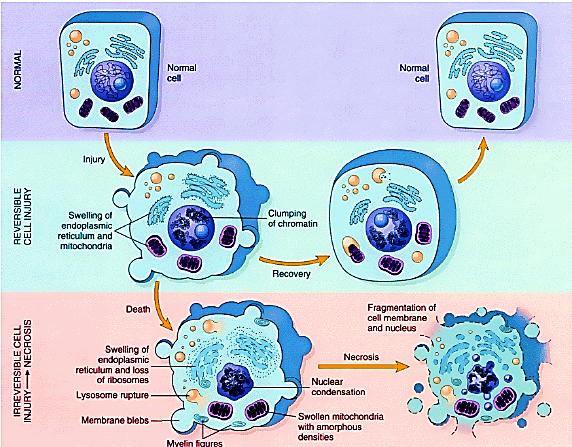 NORMAL
Normal
cell
Normal
cell
Injury
REVERSIBLE
CELL INJURY
Swelling of
endoplasmic
reticulum and
mitochondria
Clumping
of chromatin
Recovery
Death
IRREVERSIBLE CELL
INJURY → NECROSIS
Fragmentation of
cell membrane
and nucleus
Swelling of
endoplasmic
reticulum and loss
of ribosomes
Lysosome rupture
Membrane blebs
Myelin figures
Necrosis
Nuclear
condensation
Swollen mitochondria
with amorphous
densities